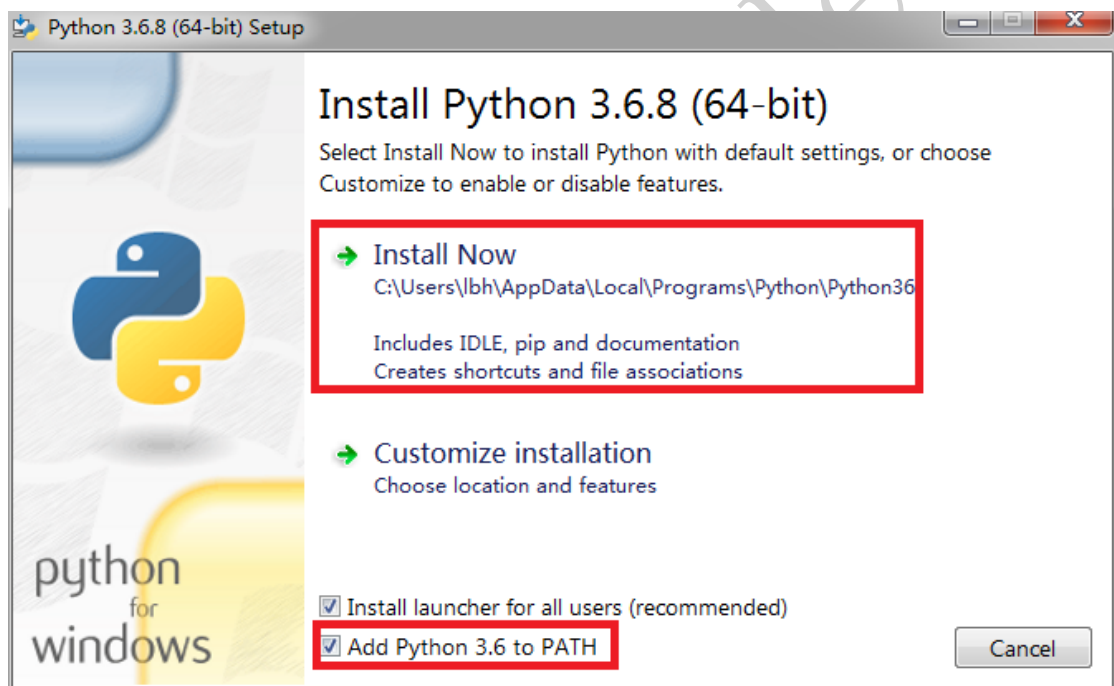 Python 3.6.8 (64-bit) Setup
Install Python 3.6.8 (64-bit)
Select Install Now to install Python with default settings, or choose
Customize to enable or disable features.
Install Now
C:\Users\lbh\AppData\Local\Programs\Python\Python36
Includes IDLE, pip and documentation
Creates shortcuts and file associations
Customize installation
Choose location and features
python
for
windows
Install launcher for all users (recommended)
Add Python 3.6 to PATH
Cancel